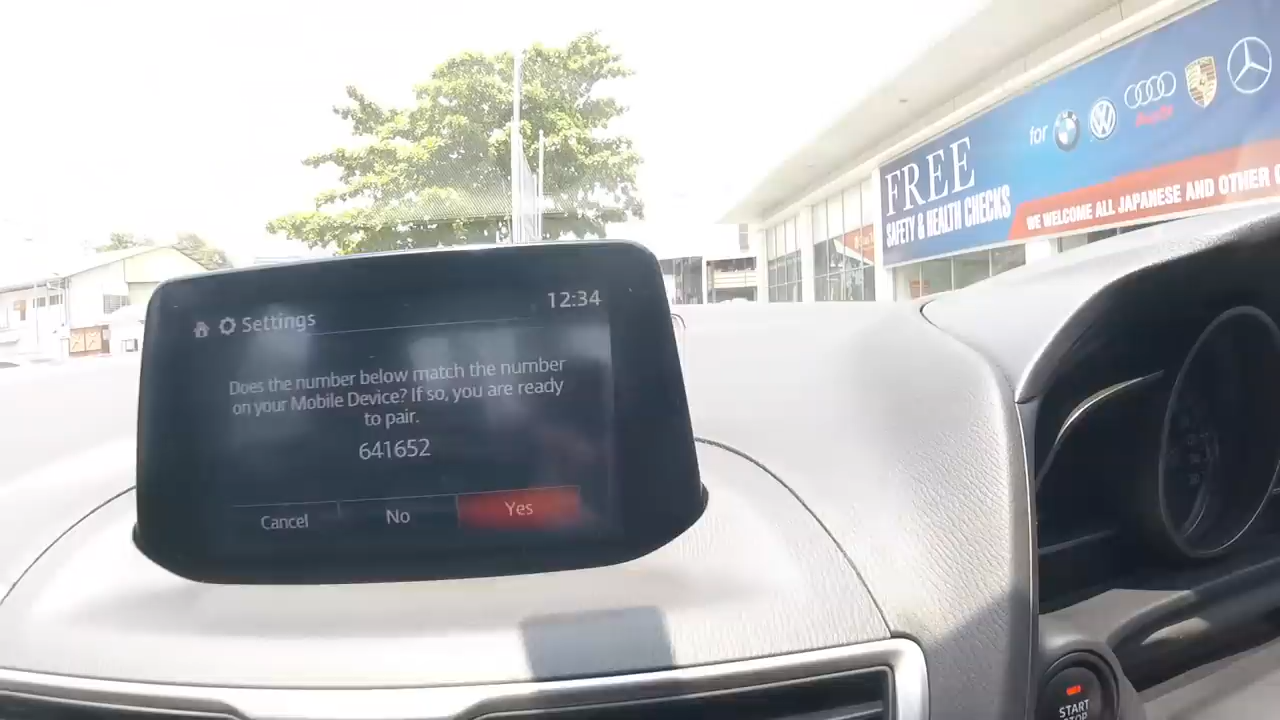 12:34
Settings
Does the number below match the number
on your Mobile Device? If so, you are ready
to pair.
641652
Cancel No Yes
FREE
SAFETY & HEALTH CHECKS
for
Audi
WE WELCOME ALL JAPANESE AND OTHER
START
STOP